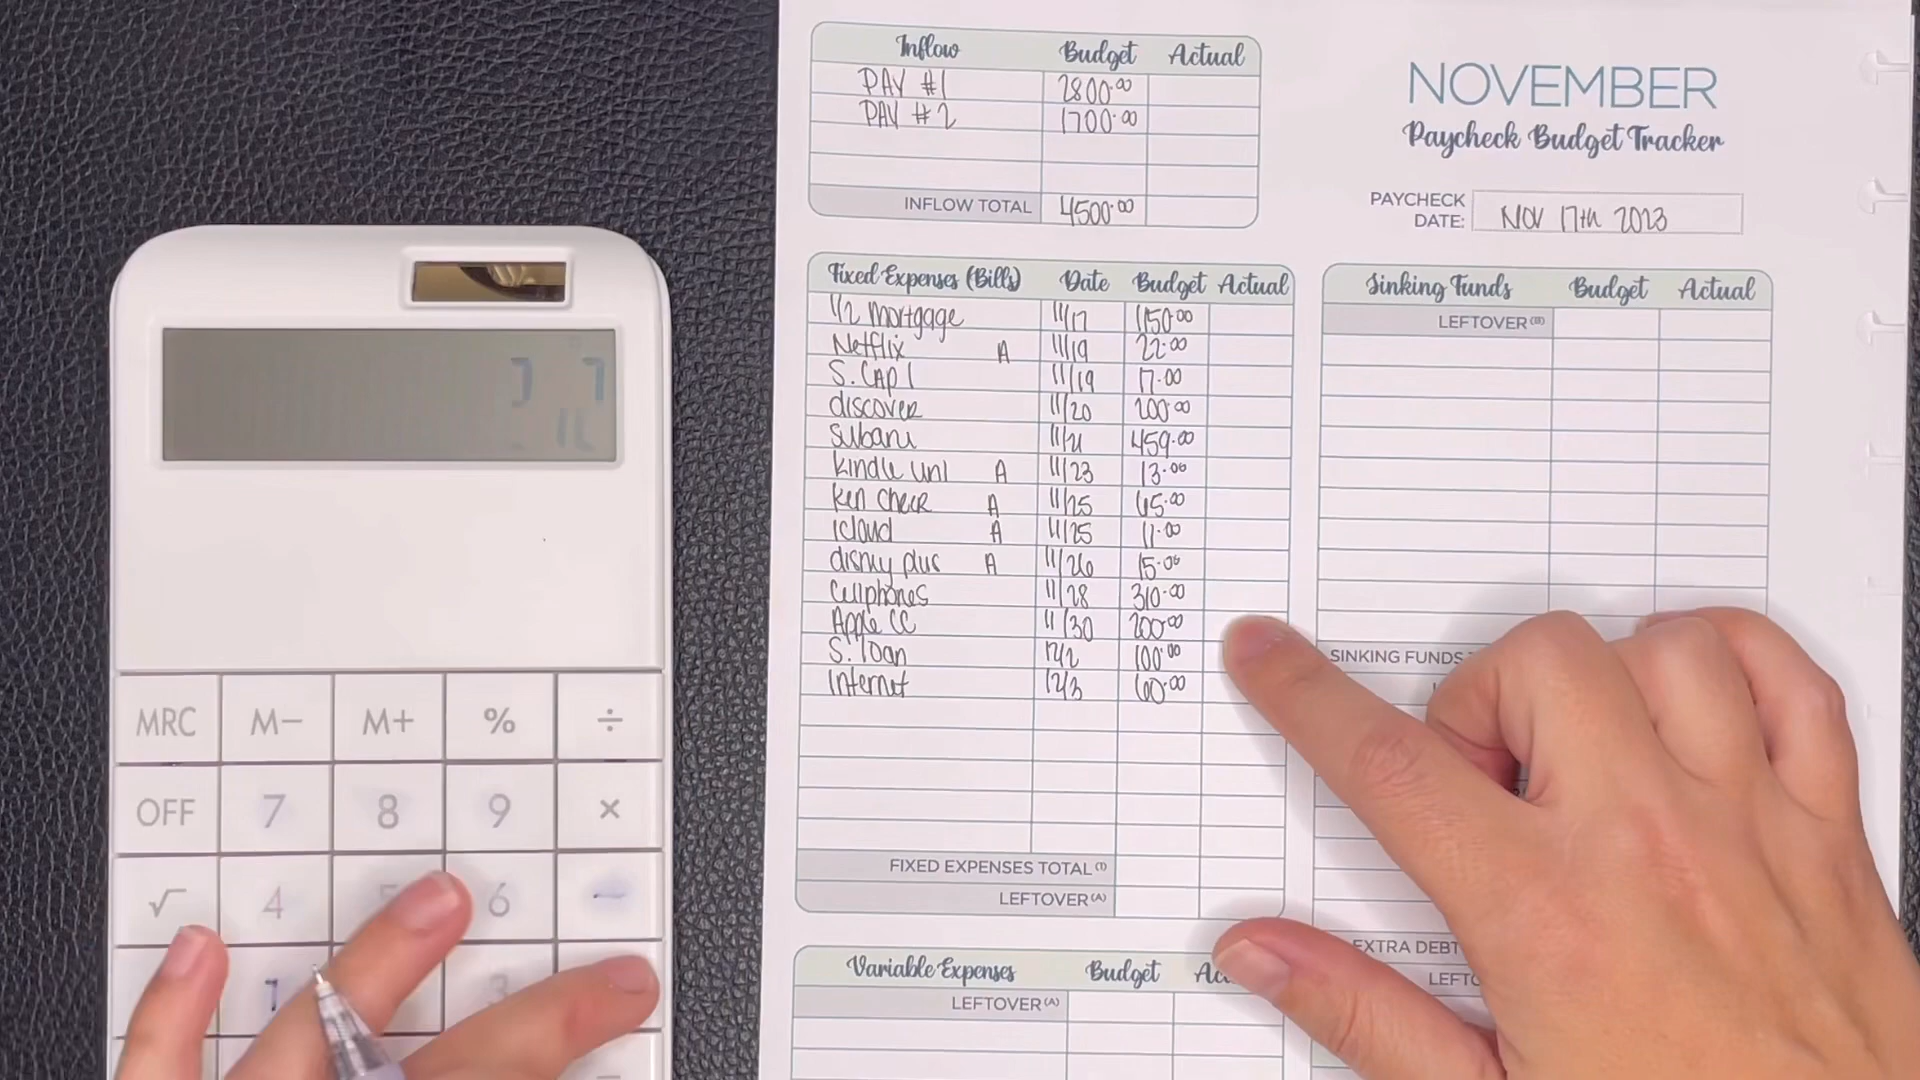 Inflow Budget Actual
PAY #1 2800.00
PAY #2 1700.00
INFLOW TOTAL 4500.00
NOVEMBER
Paycheck Budget Tracker
PAYCHECK
DATE: NOV 17th 2023
Fixed Expenses (Bills) Date Budget Actual
1/2 mortgage 11/17 1150.00
Netflix A 11/19 22.00
S. CAP 1 11/19 17.00
discover 11/20 200.00
Subaru 11/21 459.00
kindle unl A 11/23 13.00
ken check A 11/25 65.00
icloud A 11/25 11.00
disney plus A 11/26 15.00
Cellphones 11/28 310.00
Apple CC 11/30 200.00
S. loan 12/2 100.00
Internet 12/3 60.00
FIXED EXPENSES TOTAL (1)
LEFTOVER (A)
Sinking Funds Budget Actual
LEFTOVER (B)
SINKING FUNDS
EXTRA DEBT
Variable Expenses Budget
LEFTOVER (A)
MRC M− M+ % ÷
OFF 7 8 9 ×
√ 4 5 6 −
1 3